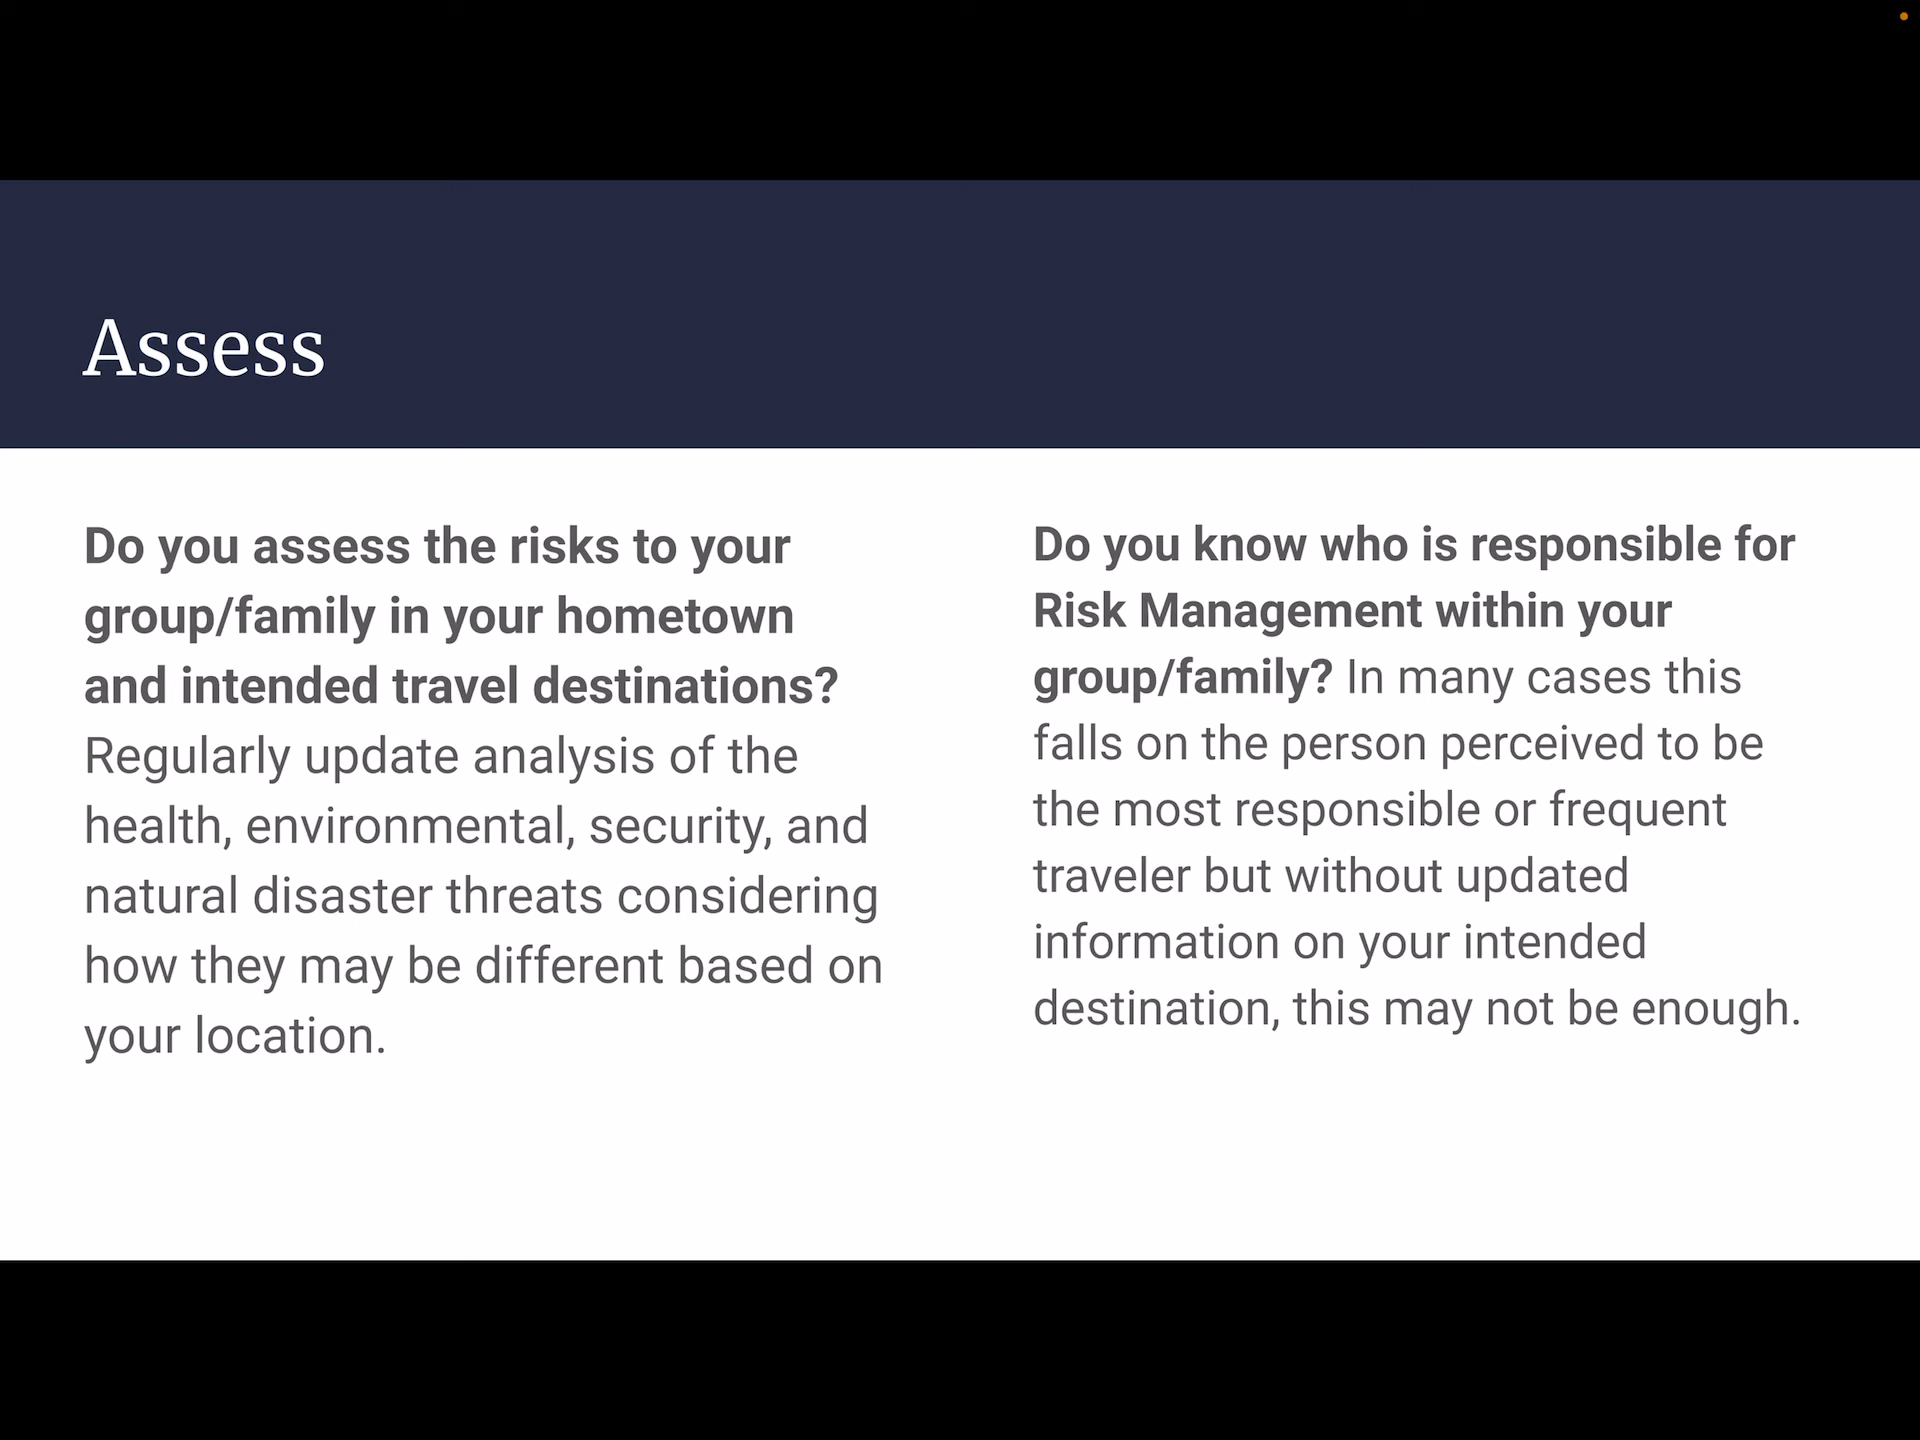 Assess
Do you assess the risks to your
group/family in your hometown
and intended travel destinations?
Regularly update analysis of the
health, environmental, security, and
natural disaster threats considering
how they may be different based on
your location.
Do you know who is responsible for
Risk Management within your
group/family? In many cases this
falls on the person perceived to be
the most responsible or frequent
traveler but without updated
information on your intended
destination, this may not be enough.